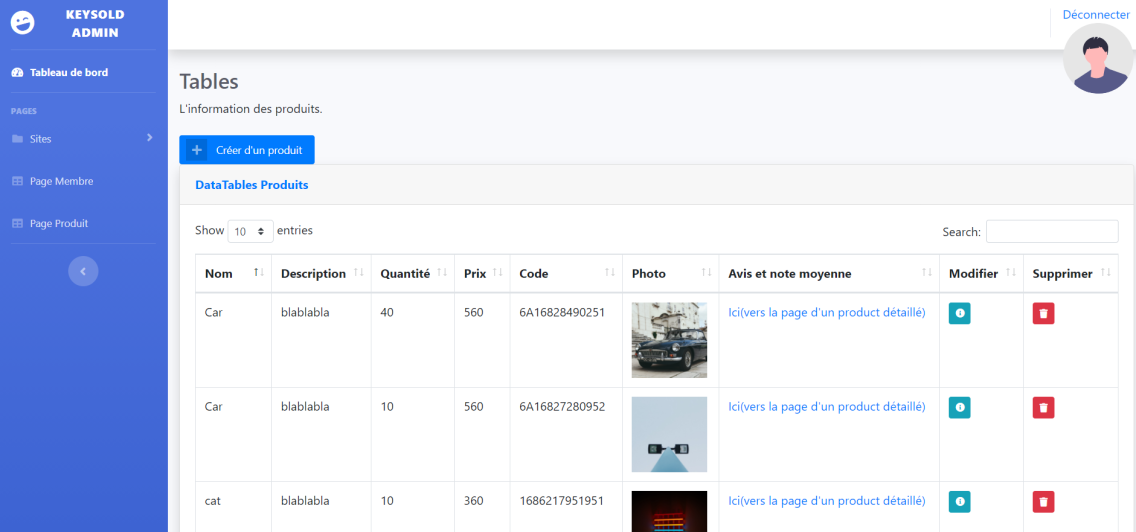 KEYSOLD
ADMIN
Déconnecter
Tableau de bord
PAGES
Sites
Page Membre
Page Produit
Tables
L'information des produits.
Créer d'un produit
DataTables Produits
Show 10 entries
Search:
Nom Description Quantité Prix Code Photo Avis et note moyenne Modifier Supprimer
Car blablabla 40 560 6A16828490251 Ici(vers la page d'un product détaillé)
Car blablabla 10 560 6A16827280952 Ici(vers la page d'un product détaillé)
cat blablabla 10 360 1686217951951 Ici(vers la page d'un product détaillé)